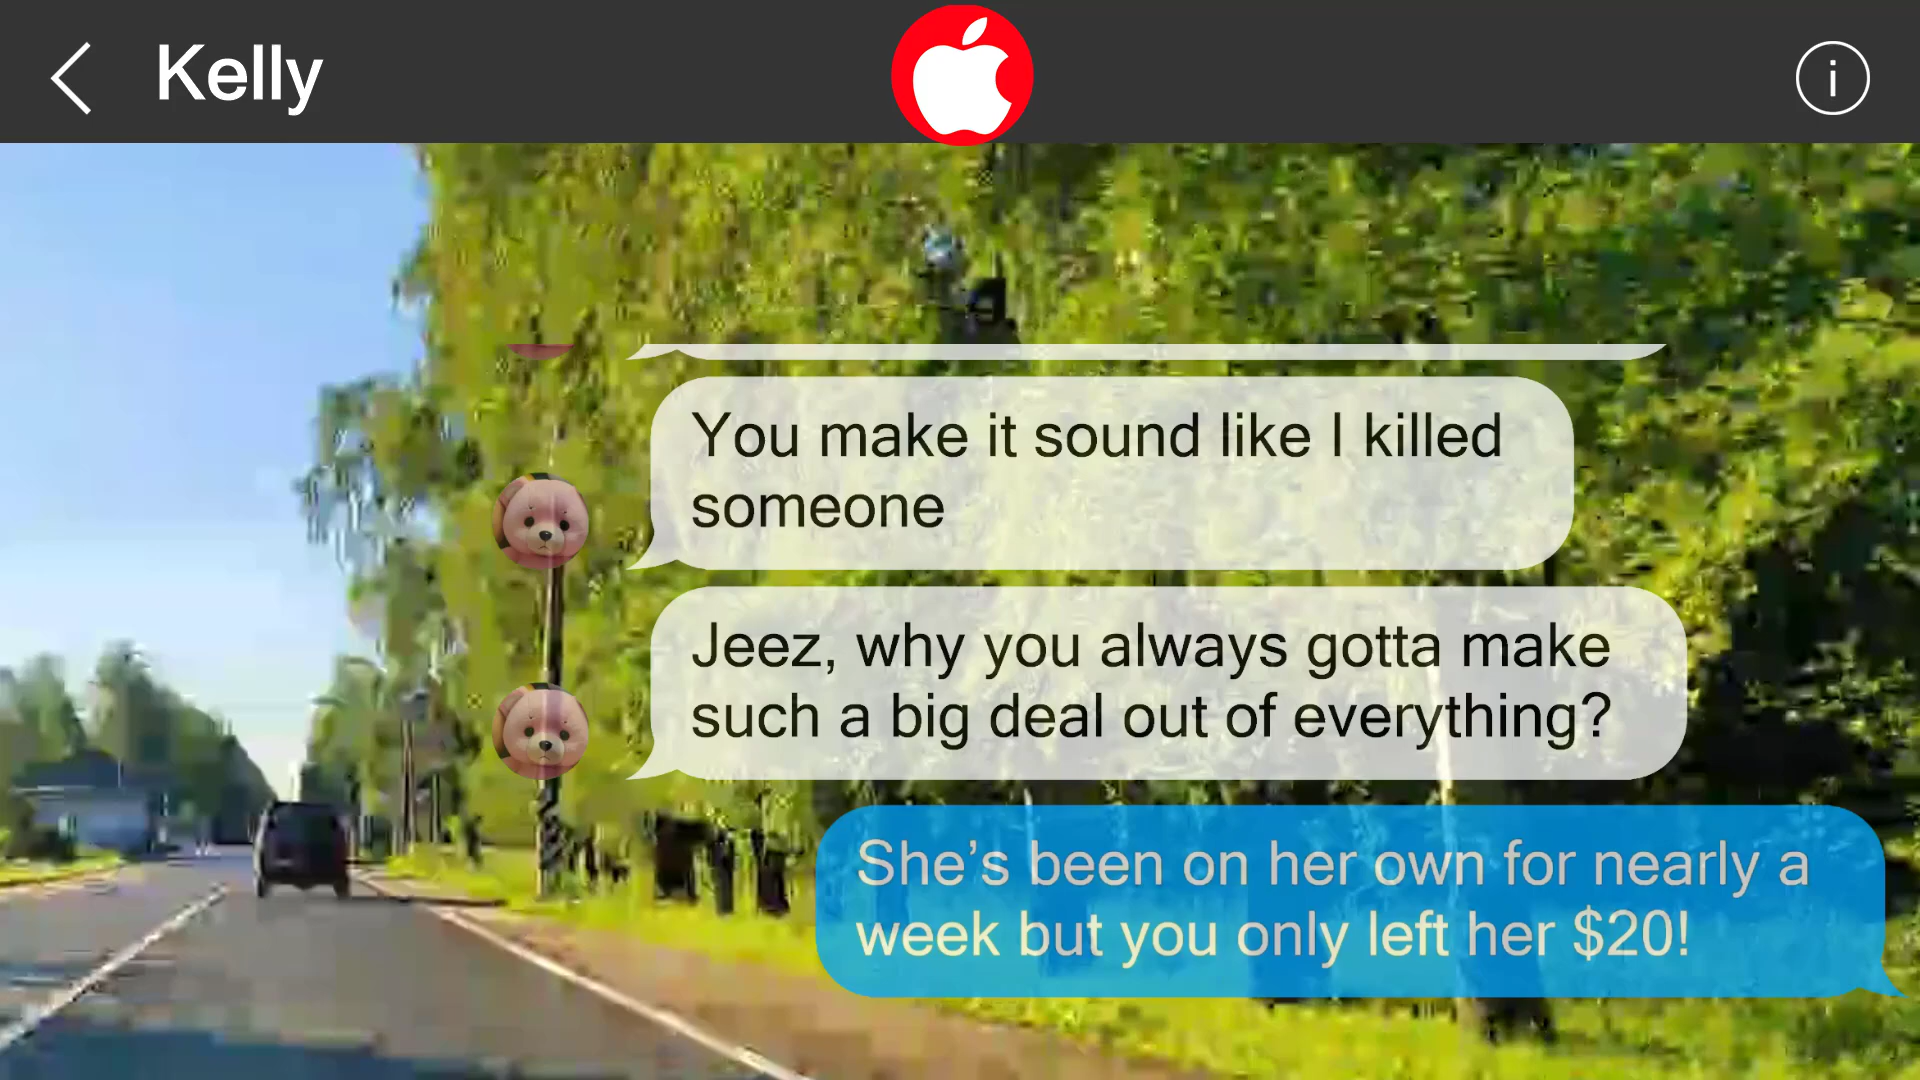 Kelly
You make it sound like I killed
someone
Jeez, why you always gotta make
such a big deal out of everything?
She’s been on her own for nearly a
week but you only left her $20!